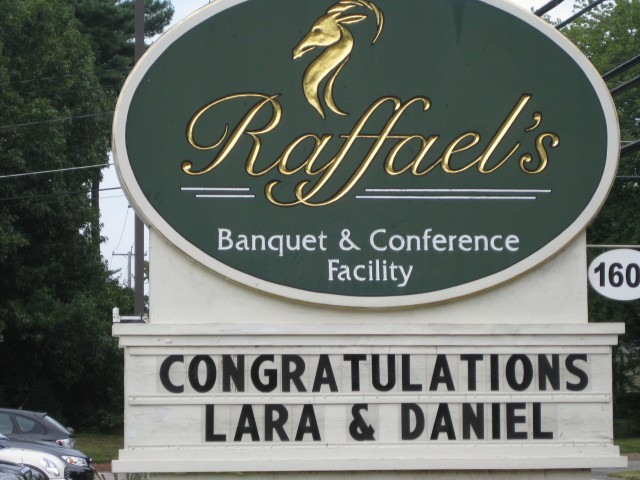 Raffael's
Banquet & Conference
Facility
160
CONGRATULATIONS
LARA & DANIEL